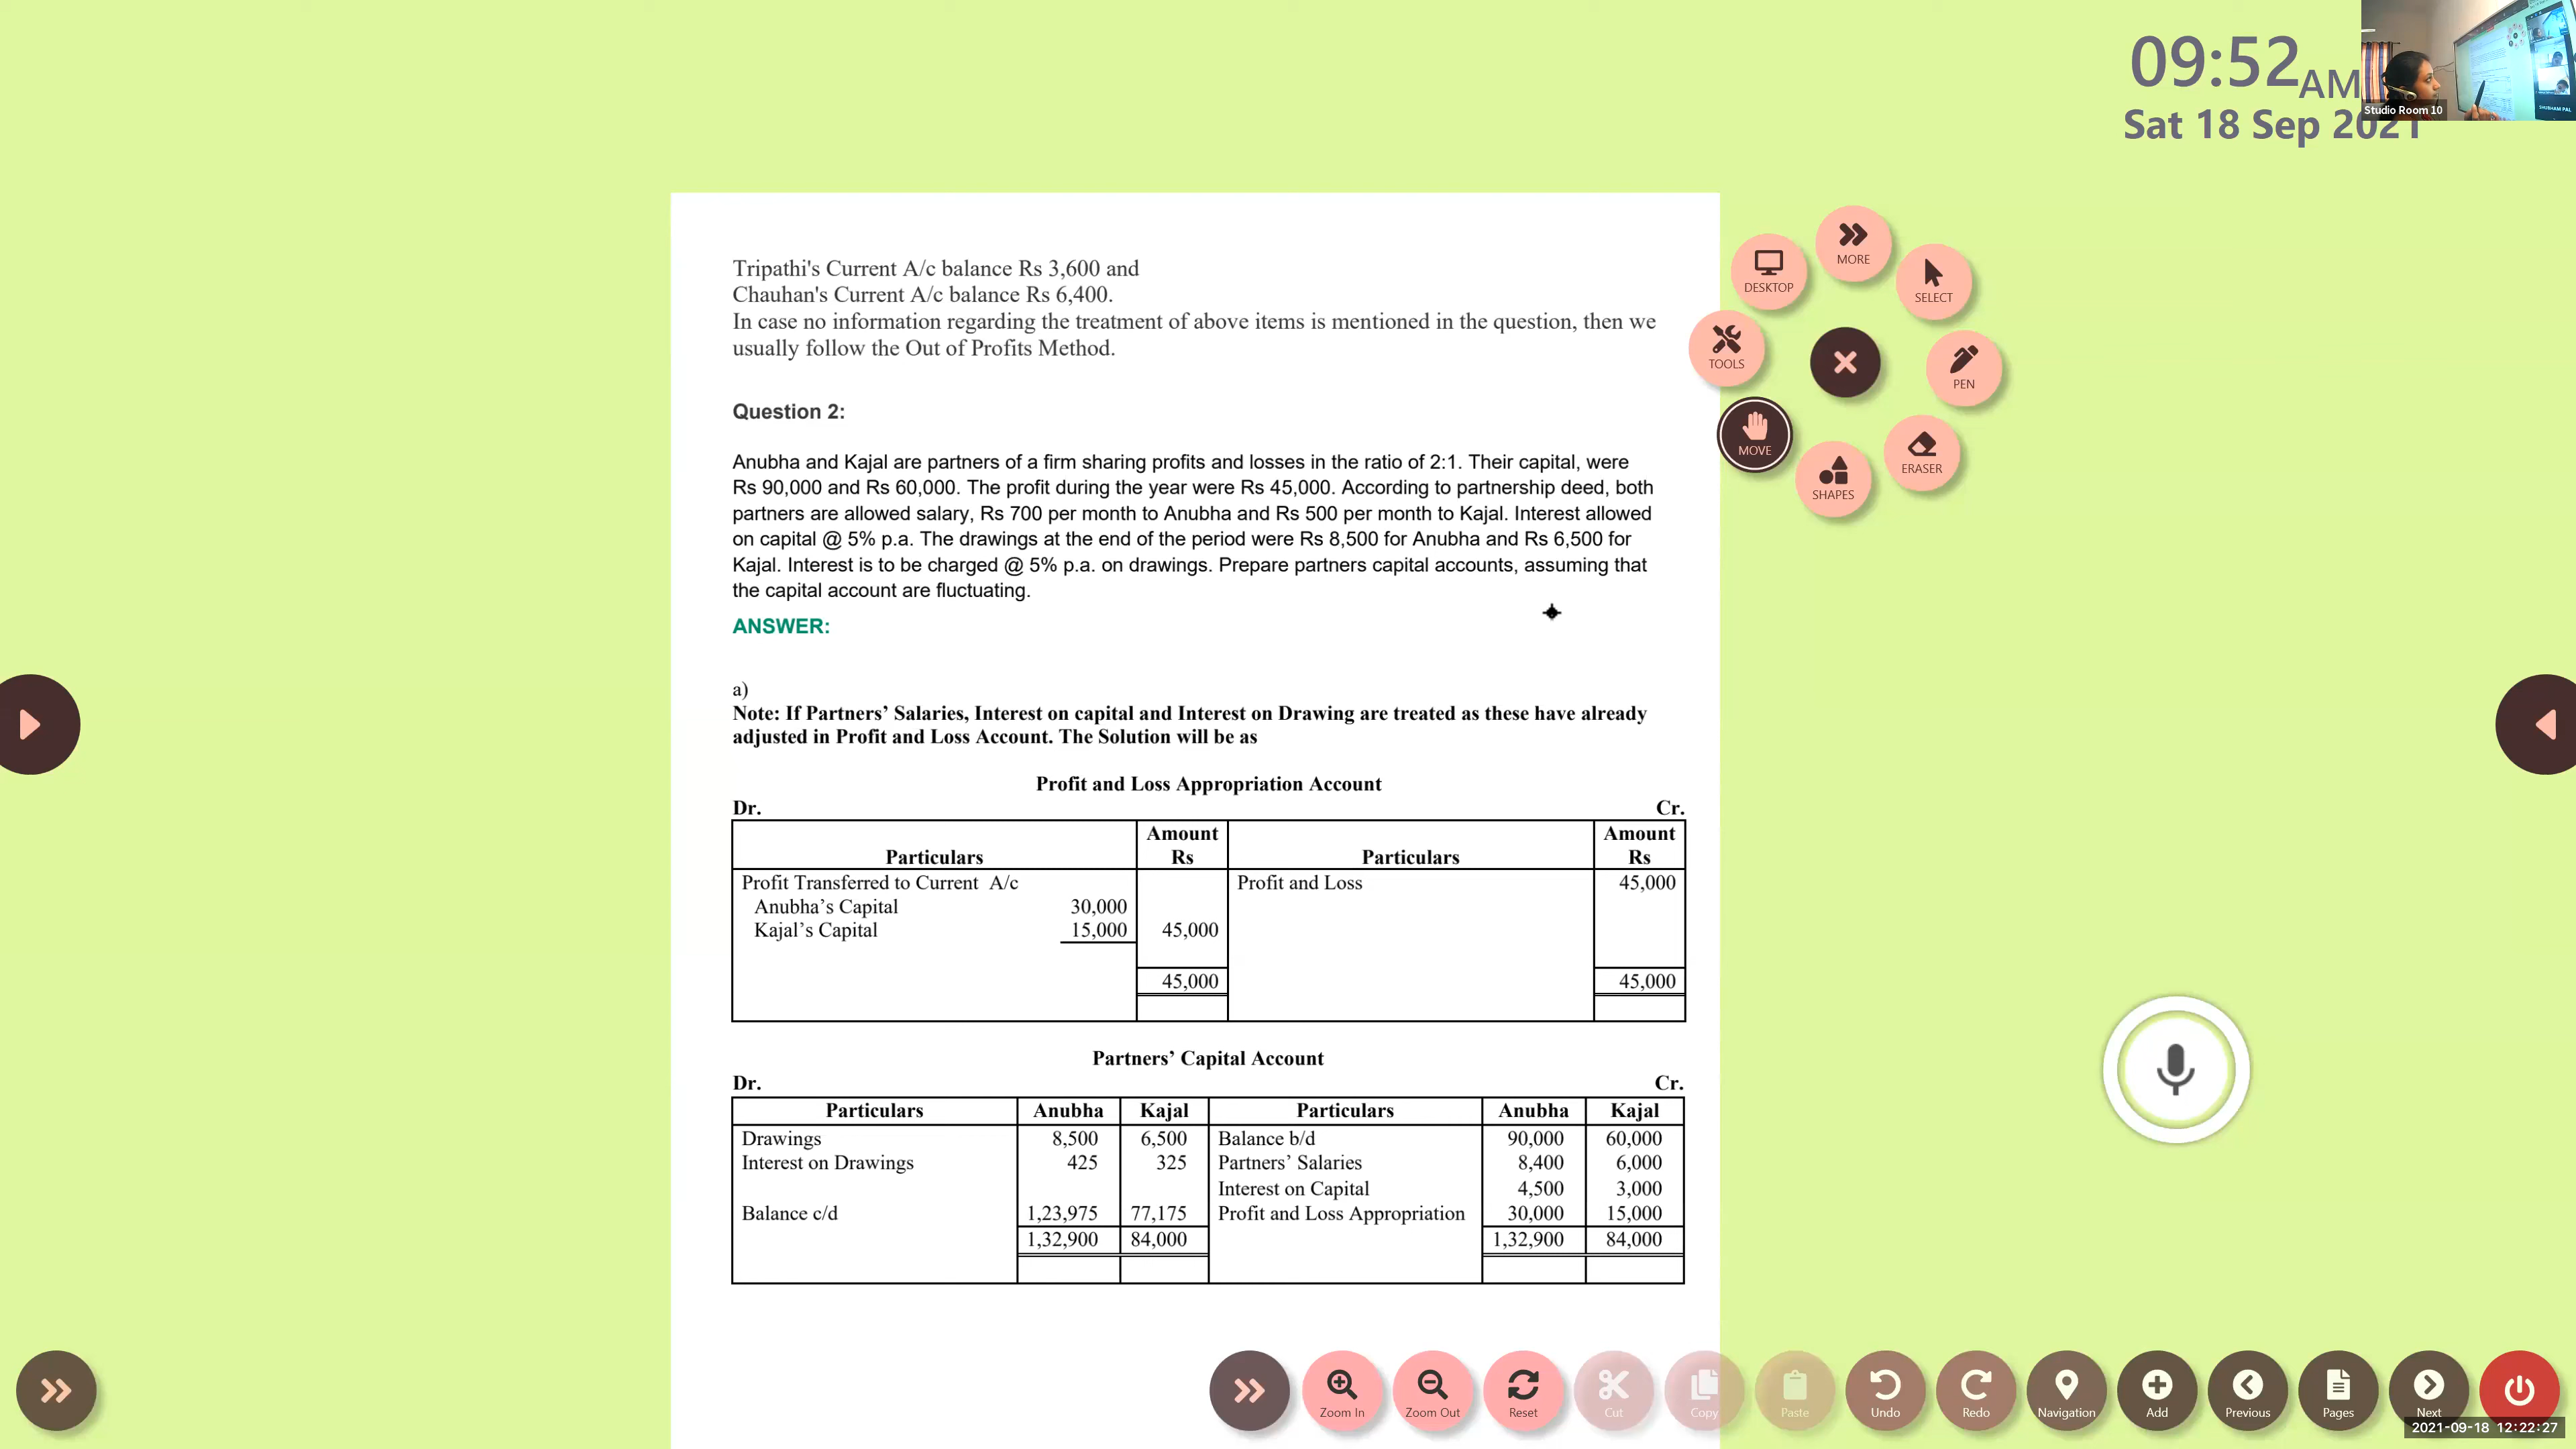 09:52 AM
Sat 18 Sep 2021
Studio Room 10
SHUBHAM PAL
Tripathi's Current A/c balance Rs 3,600 and
Chauhan's Current A/c balance Rs 6,400.
In case no information regarding the treatment of above items is mentioned in the question, then we
usually follow the Out of Profits Method.
MORE
DESKTOP
SELECT
TOOLS
PEN
MOVE
ERASER
SHAPES
Question 2:
Anubha and Kajal are partners of a firm sharing profits and losses in the ratio of 2:1. Their capital, were
Rs 90,000 and Rs 60,000. The profit during the year were Rs 45,000. According to partnership deed, both
partners are allowed salary, Rs 700 per month to Anubha and Rs 500 per month to Kajal. Interest allowed
on capital @ 5% p.a. The drawings at the end of the period were Rs 8,500 for Anubha and Rs 6,500 for
Kajal. Interest is to be charged @ 5% p.a. on drawings. Prepare partners capital accounts, assuming that
the capital account are fluctuating.
ANSWER:
a)
Note: If Partners’ Salaries, Interest on capital and Interest on Drawing are treated as these have already
adjusted in Profit and Loss Account. The Solution will be as
Profit and Loss Appropriation Account
Dr. Cr.
Amount Amount
Particulars Rs Particulars Rs
Profit Transferred to Current A/c Profit and Loss 45,000
Anubha’s Capital 30,000
Kajal’s Capital 15,000 45,000
45,000 45,000
Partners’ Capital Account
Dr. Cr.
Particulars Anubha Kajal Particulars Anubha Kajal
Drawings 8,500 6,500 Balance b/d 90,000 60,000
Interest on Drawings 425 325 Partners’ Salaries 8,400 6,000
Interest on Capital 4,500 3,000
Balance c/d 1,23,975 77,175 Profit and Loss Appropriation 30,000 15,000
1,32,900 84,000 1,32,900 84,000
Zoom In Zoom Out Reset Cut Copy Paste Undo Redo Navigation Add Previous Pages Next
2021-09-18 12:22:27